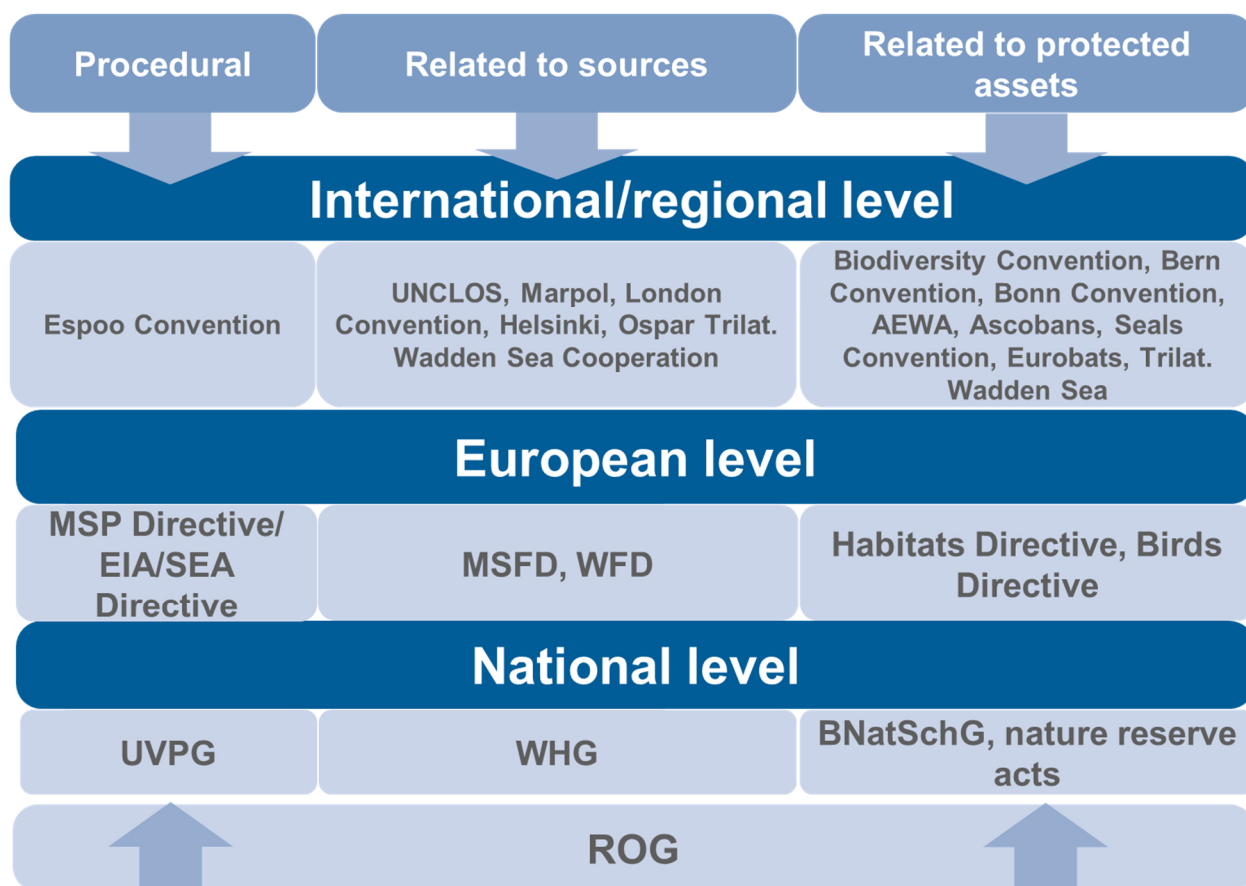 Procedural
Related to sources
Related to protected
assets
International/regional level
Espoo Convention
UNCLOS, Marpol, London
Convention, Helsinki, Ospar Trilat.
Wadden Sea Cooperation
Biodiversity Convention, Bern
Convention, Bonn Convention,
AEWA, Ascobans, Seals
Convention, Eurobats, Trilat.
Wadden Sea
European level
MSP Directive/
EIA/SEA
Directive
MSFD, WFD
Habitats Directive, Birds
Directive
National level
UVPG
WHG
BNatSchG, nature reserve
acts
ROG